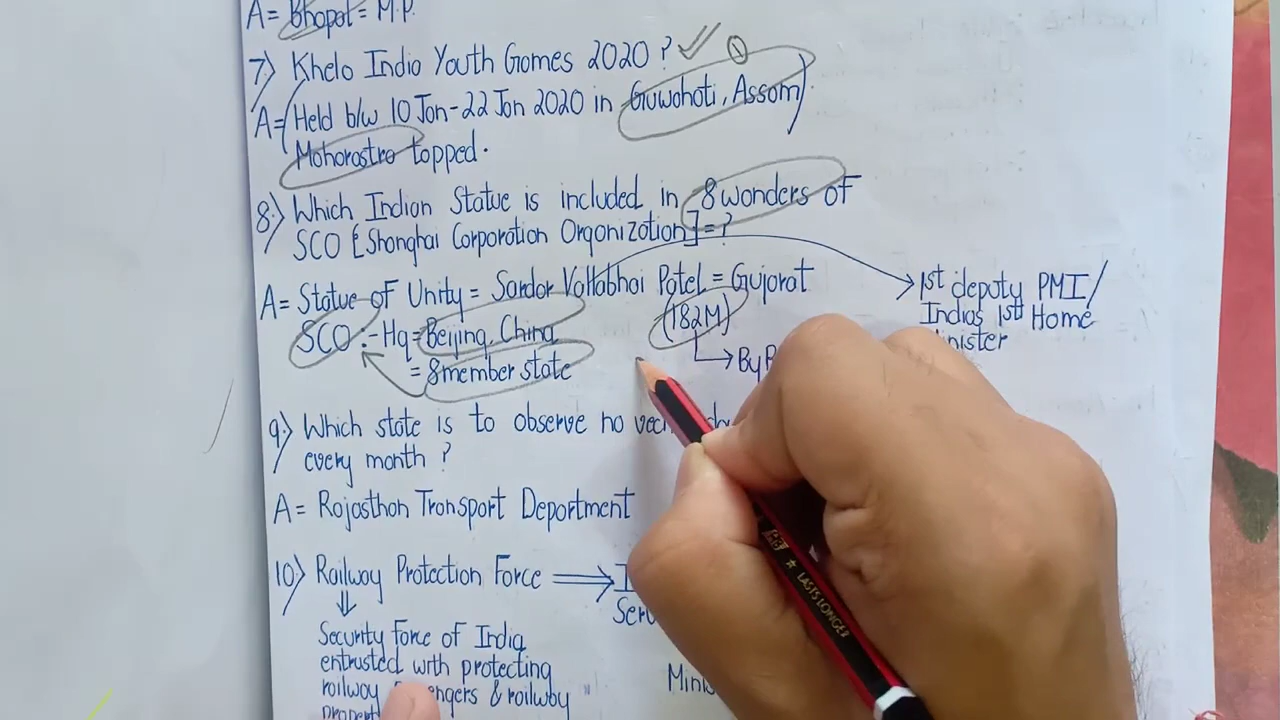 A= Bhopal = M.P.
7) Khelo India Youth Games 2020 ?
A= (Held b/w 10 Jan-22 Jan 2020 in Guwahati, Assam)
Maharastra topped.
8) Which Indian Statue is included in 8 wonders of
SCO [Shanghai Corporation Organization] = ?
A= Statue of Unity = Sardar Vallabhai Patel = Gujarat
1st deputy PMI/
Indias 1st Home
(182M)
SCO :- Hq= Beijing, China
= 8 member state
By
9) Which state is to observe no
every month ?
A= Rajasthan Transport Department
10) Railway Protection Force
Security Force of India
entrusted with protecting
railway & railway
LASTS LONGER